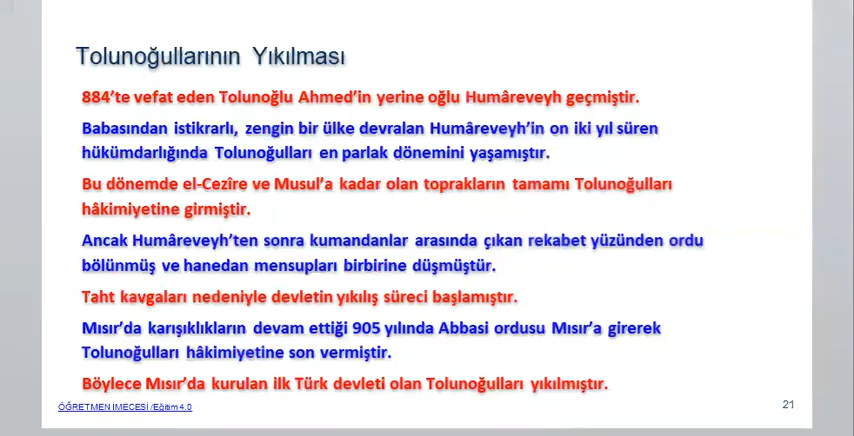 Tolunoğullarının Yıkılması
884'te vefat eden Tolunoğlu Ahmed'in yerine oğlu Humâreveyh geçmiştir.
Babasından istikrarlı, zengin bir ülke devralan Humâreveyh'in on iki yıl süren
hükümdarlığında Tolunoğulları en parlak dönemini yaşamıştır.
Bu dönemde el-Cezîre ve Musul'a kadar olan toprakların tamamı Tolunoğulları
hâkimiyetine girmiştir.
Ancak Humâreveyh'ten sonra kumandanlar arasında çıkan rekabet yüzünden ordu
bölünmüş ve hanedan mensupları birbirine düşmüştür.
Taht kavgaları nedeniyle devletin yıkılış süreci başlamıştır.
Mısır'da karışıklıkların devam ettiği 905 yılında Abbasi ordusu Mısır'a girerek
Tolunoğulları hâkimiyetine son vermiştir.
Böylece Mısır'da kurulan ilk Türk devleti olan Tolunoğulları yıkılmıştır.
ÖĞRETMEN İMECESİ /Eğitim 4.0
21